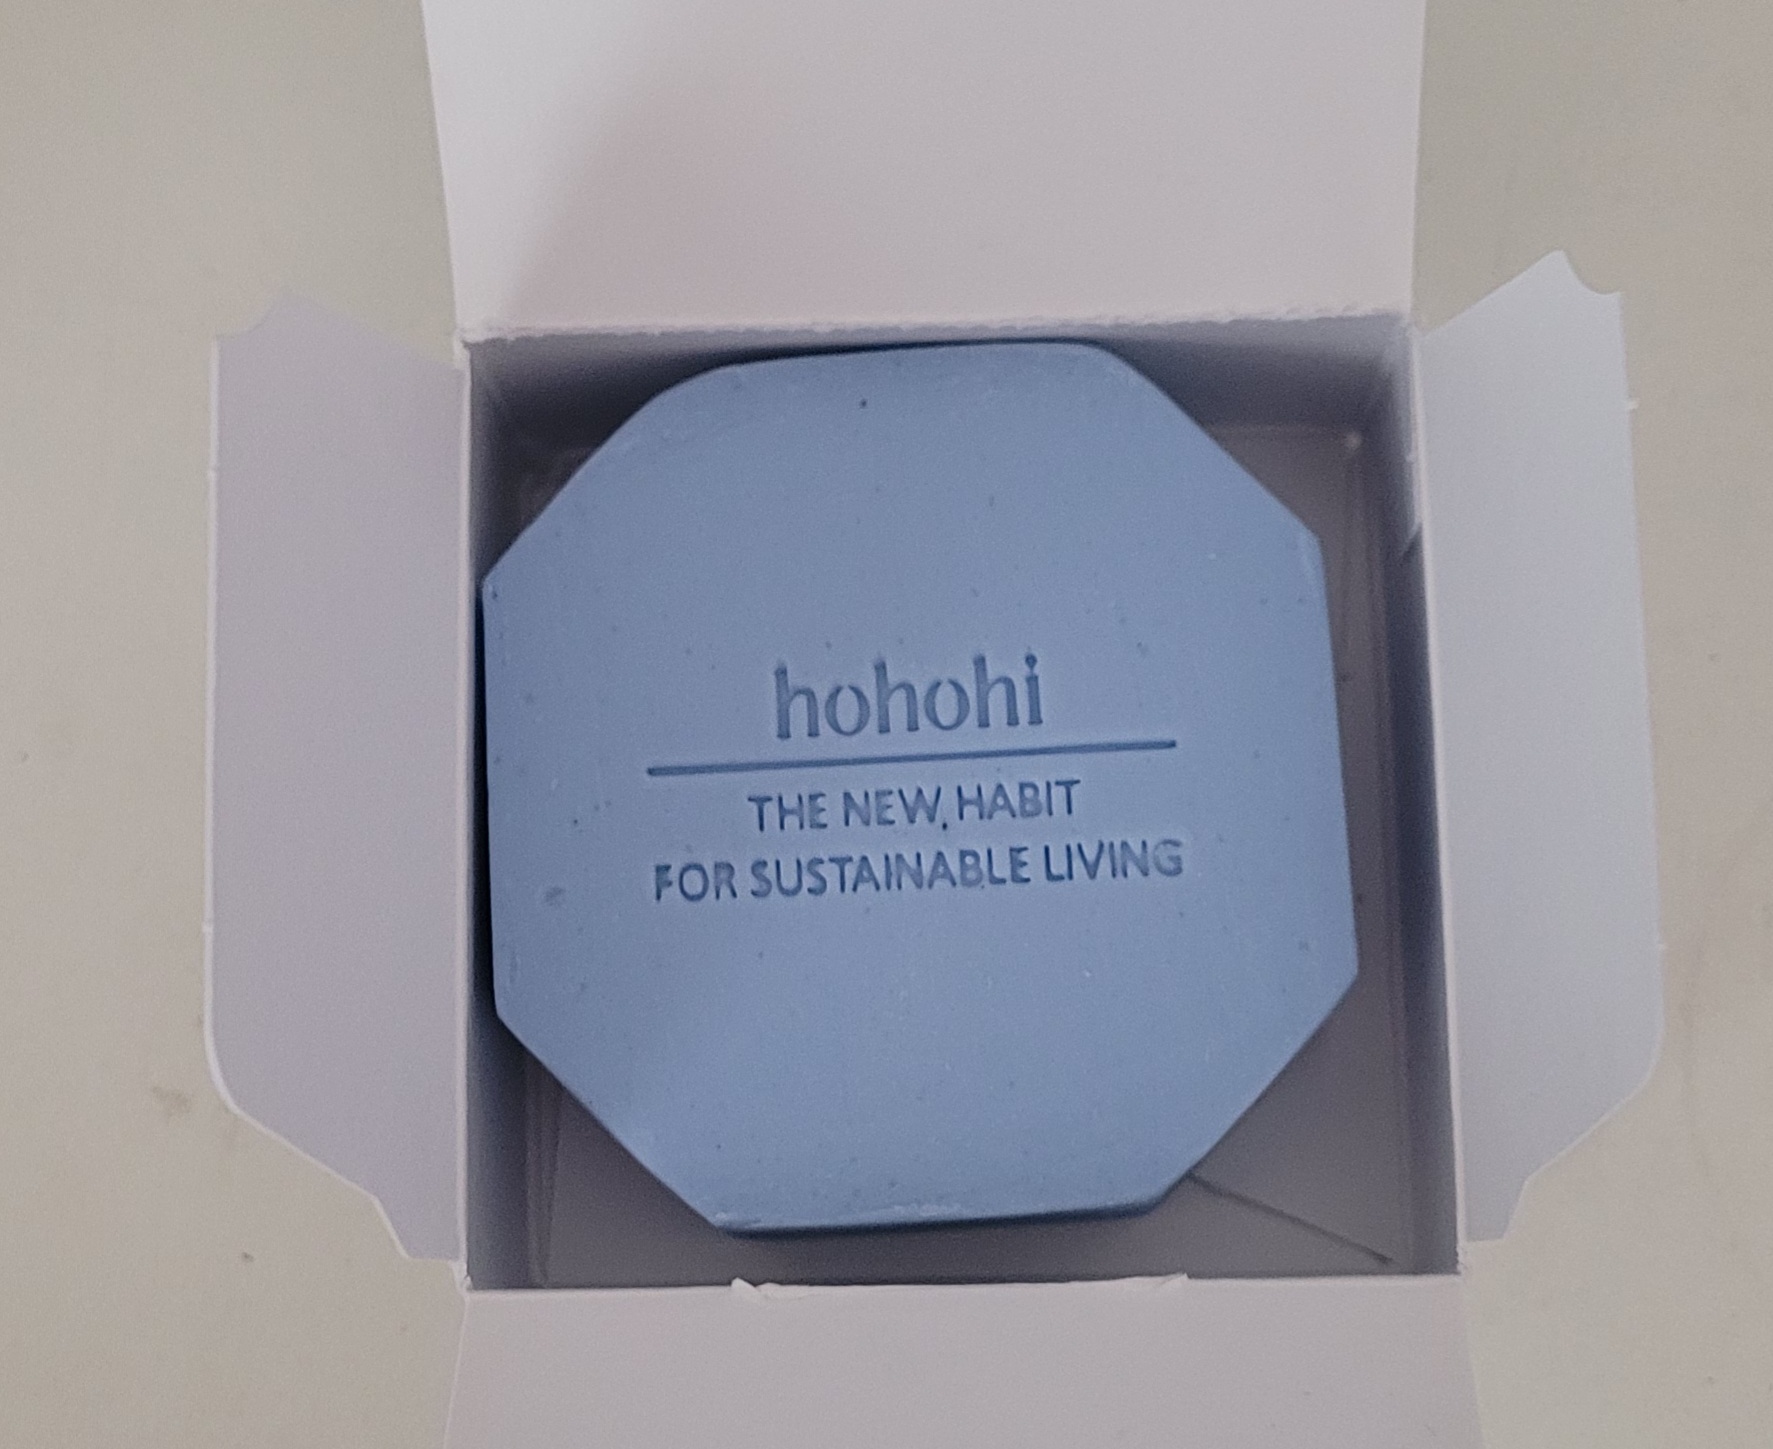 hohohi
THE NEW HABIT
FOR SUSTAINABLE LIVING